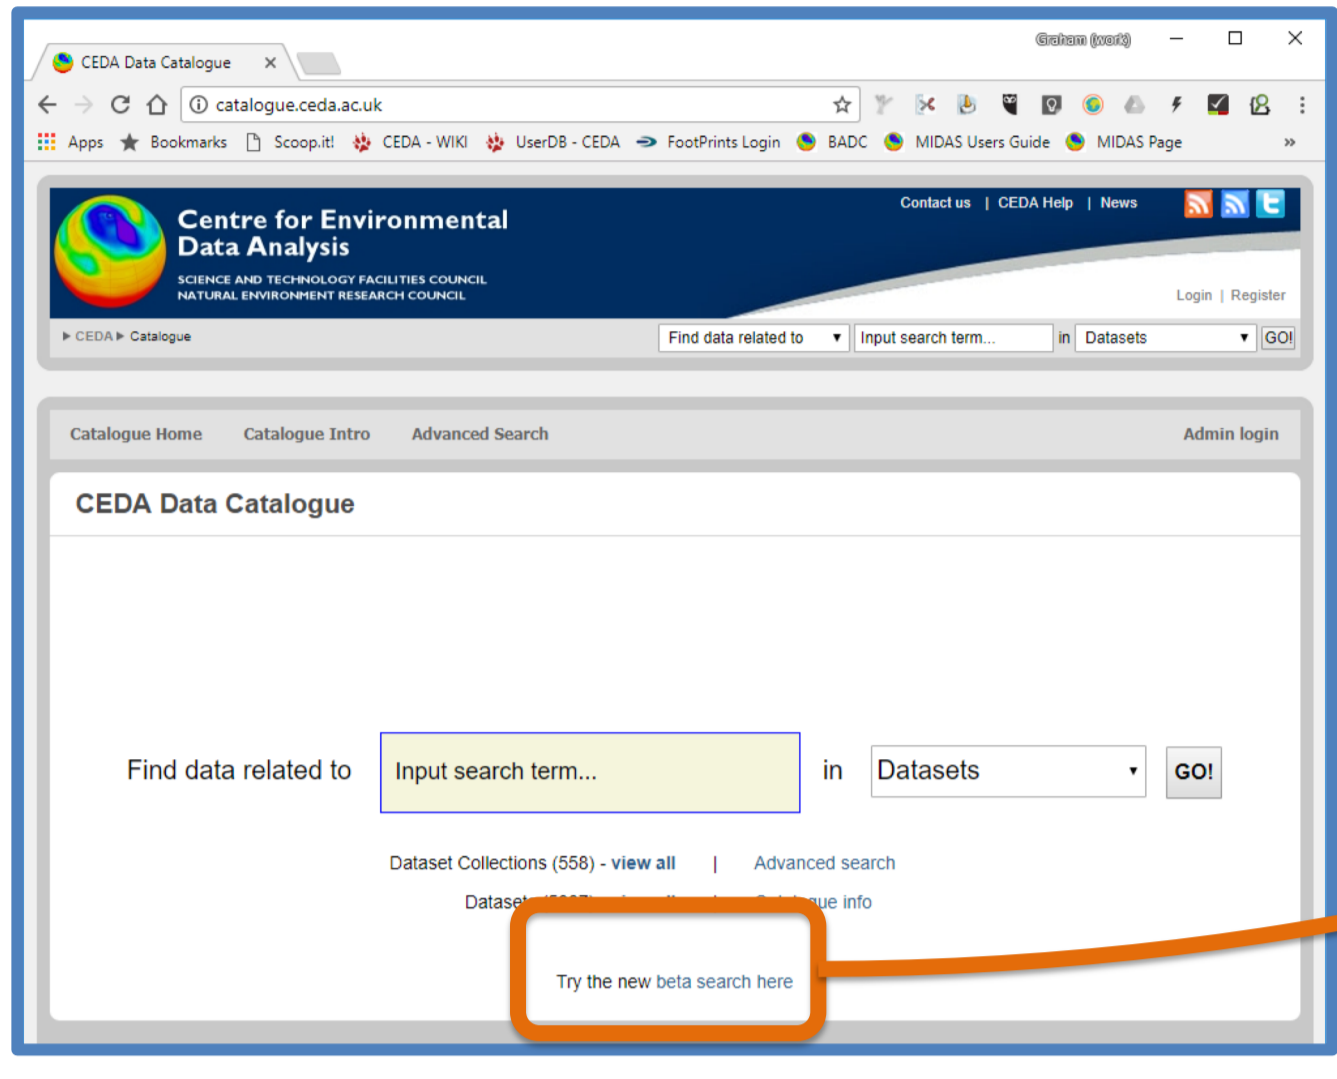 Graham (work)
CEDA Data Catalogue
catalogue.ceda.ac.uk
Apps Bookmarks Scoop.it! CEDA - WIKI UserDB - CEDA FootPrints Login BADC MIDAS Users Guide MIDAS Page »
Contact us | CEDA Help | News
Centre for Environmental
Data Analysis
SCIENCE AND TECHNOLOGY FACILITIES COUNCIL
NATURAL ENVIRONMENT RESEARCH COUNCIL
Login | Register
CEDA Catalogue Find data related to Input search term... in Datasets GO!
Catalogue Home Catalogue Intro Advanced Search Admin login
CEDA Data Catalogue
Find data related to Input search term... in Datasets GO!
Dataset Collections (558) - view all | Advanced search
info
Try the new beta search here